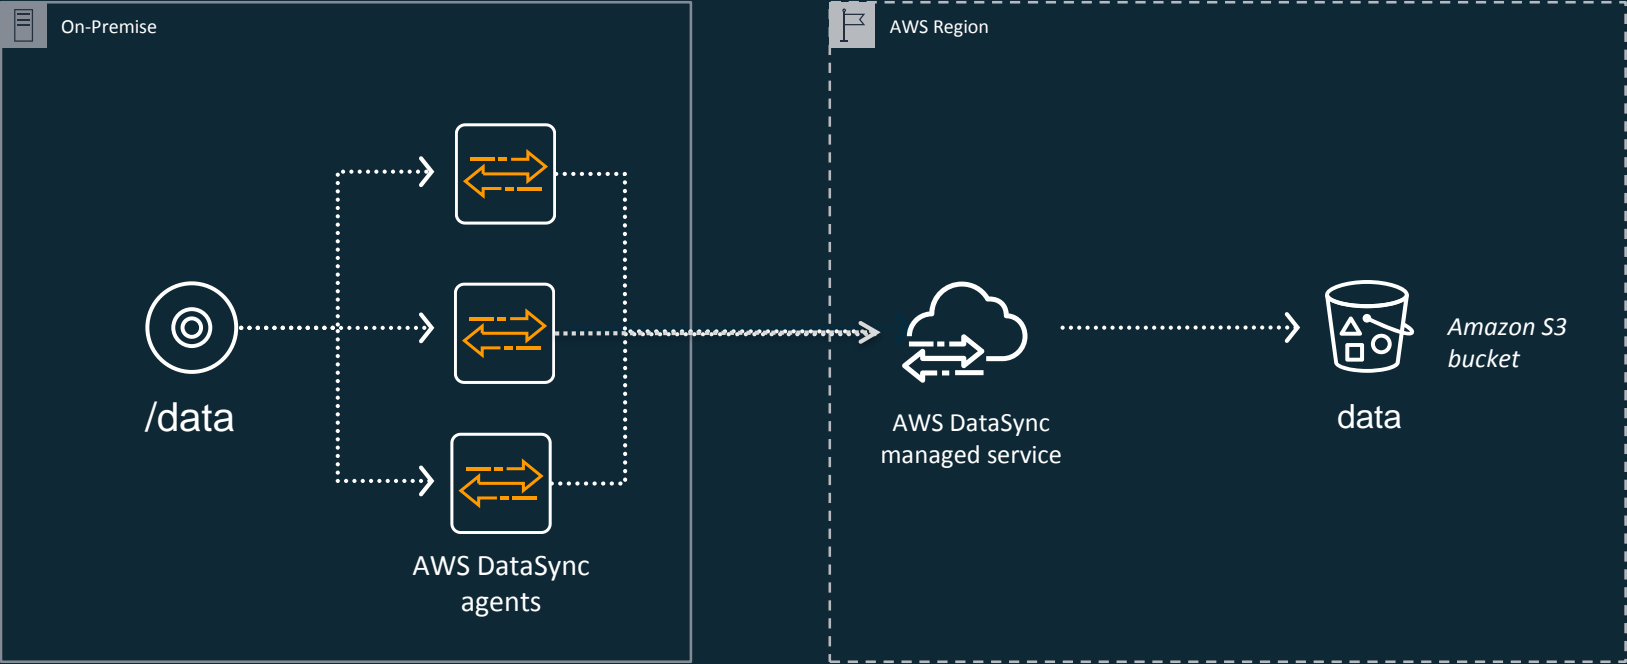 On-Premise
AWS Region
/data
AWS DataSync
agents
AWS DataSync
managed service
data
Amazon S3
bucket